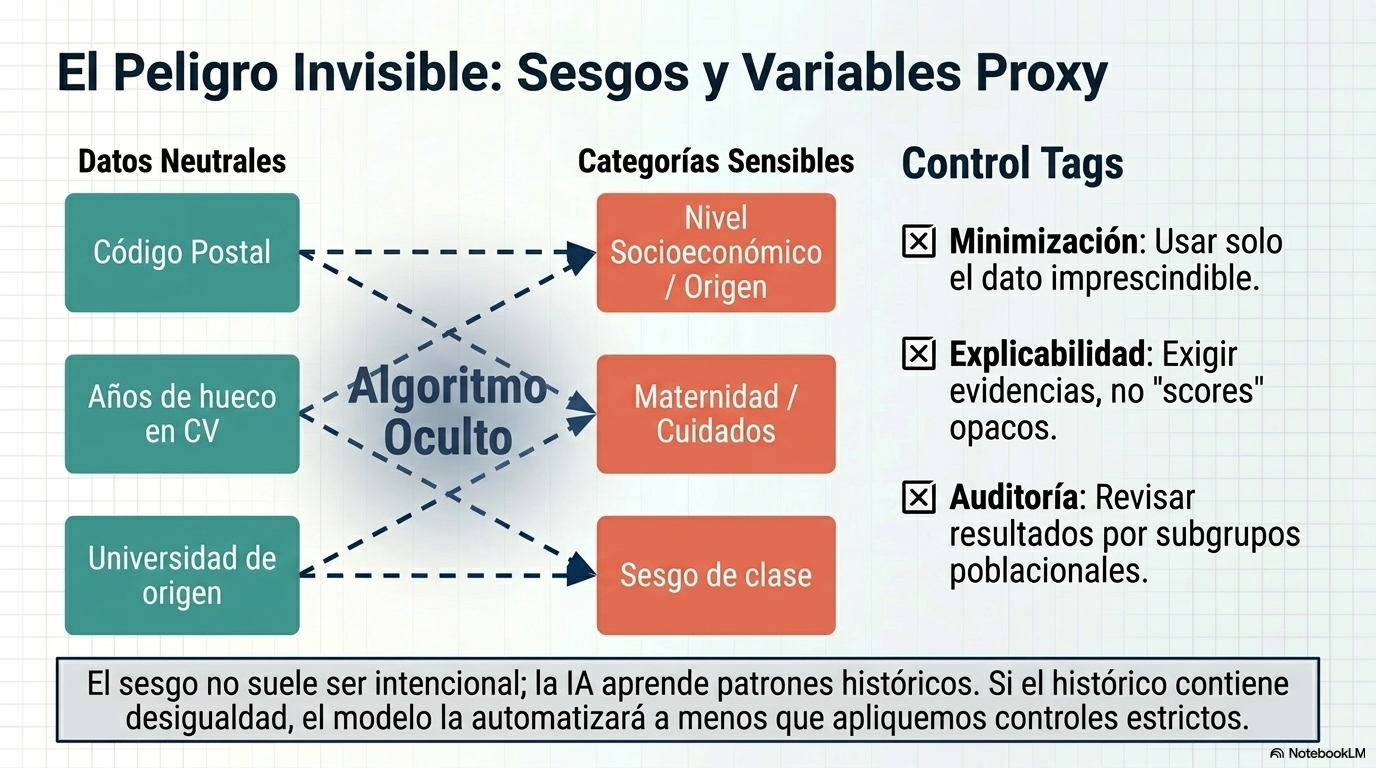 El Peligro Invisible: Sesgos y Variables Proxy
Datos Neutrales
Código Postal
Años de hueco
en CV
Universidad de
origen
Algoritmo
Oculto
Categorías Sensibles
Nivel
Socioeconómico
/ Origen
Maternidad /
Cuidados
Sesgo de clase
Control Tags
Minimización: Usar solo
el dato imprescindible.
Explicabilidad: Exigir
evidencias, no "scores"
opacos.
Auditoría: Revisar
resultados por subgrupos
poblacionales.
El sesgo no suele ser intencional; la IA aprende patrones históricos. Si el histórico contiene
desigualdad, el modelo la automatizará a menos que apliquemos controles estrictos.
NotebookLM